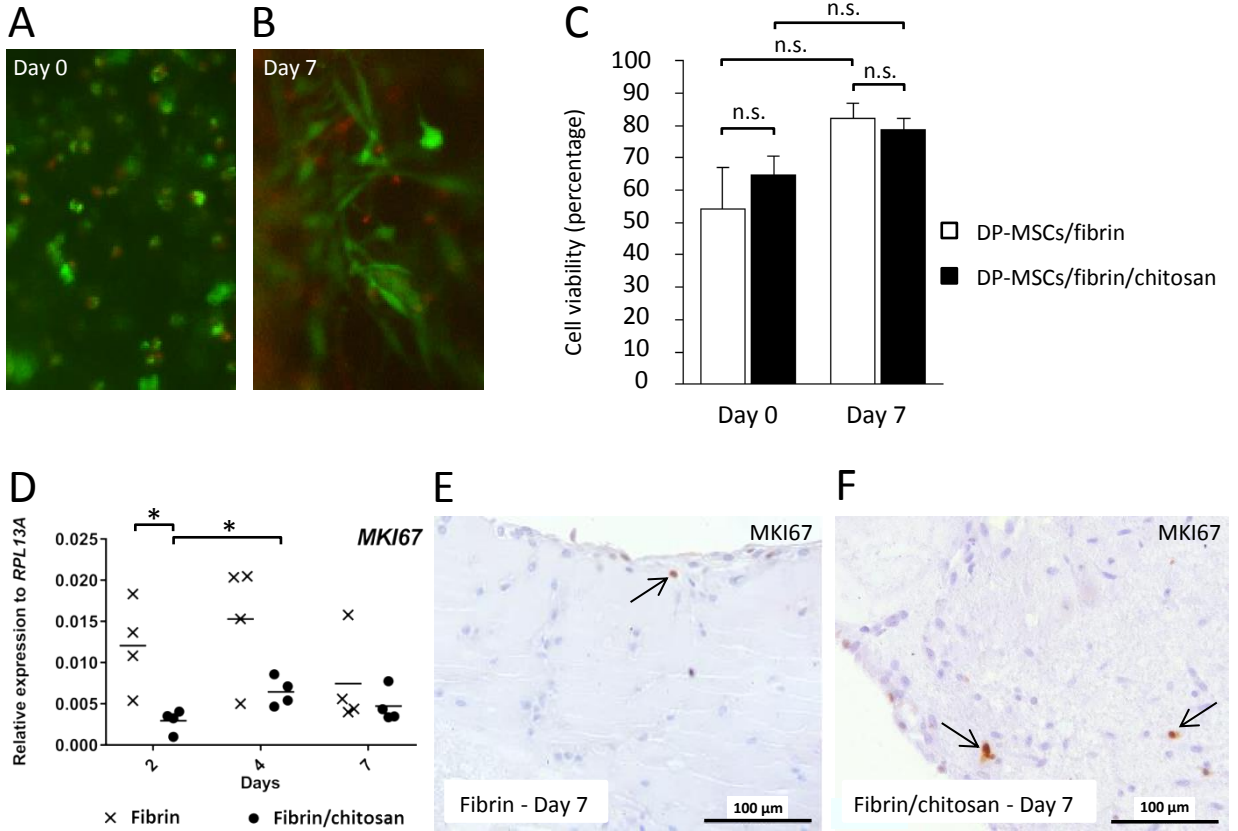 A
Day 0
B
Day 7
C
n.s.
n.s.
n.s.
n.s.
100
90
80
70
60
50
40
30
20
10
0
Cell viability (percentage)
Day 0
Day 7
DP-MSCs/fibrin
DP-MSCs/fibrin/chitosan
D
*
*
MKI67
Relative expression to RPL13A
0.025
0.020
0.015
0.010
0.005
0.000
2
4
7
Days
× Fibrin
● Fibrin/chitosan
E
MKI67
Fibrin - Day 7
100 µm
F
MKI67
Fibrin/chitosan - Day 7
100 µm